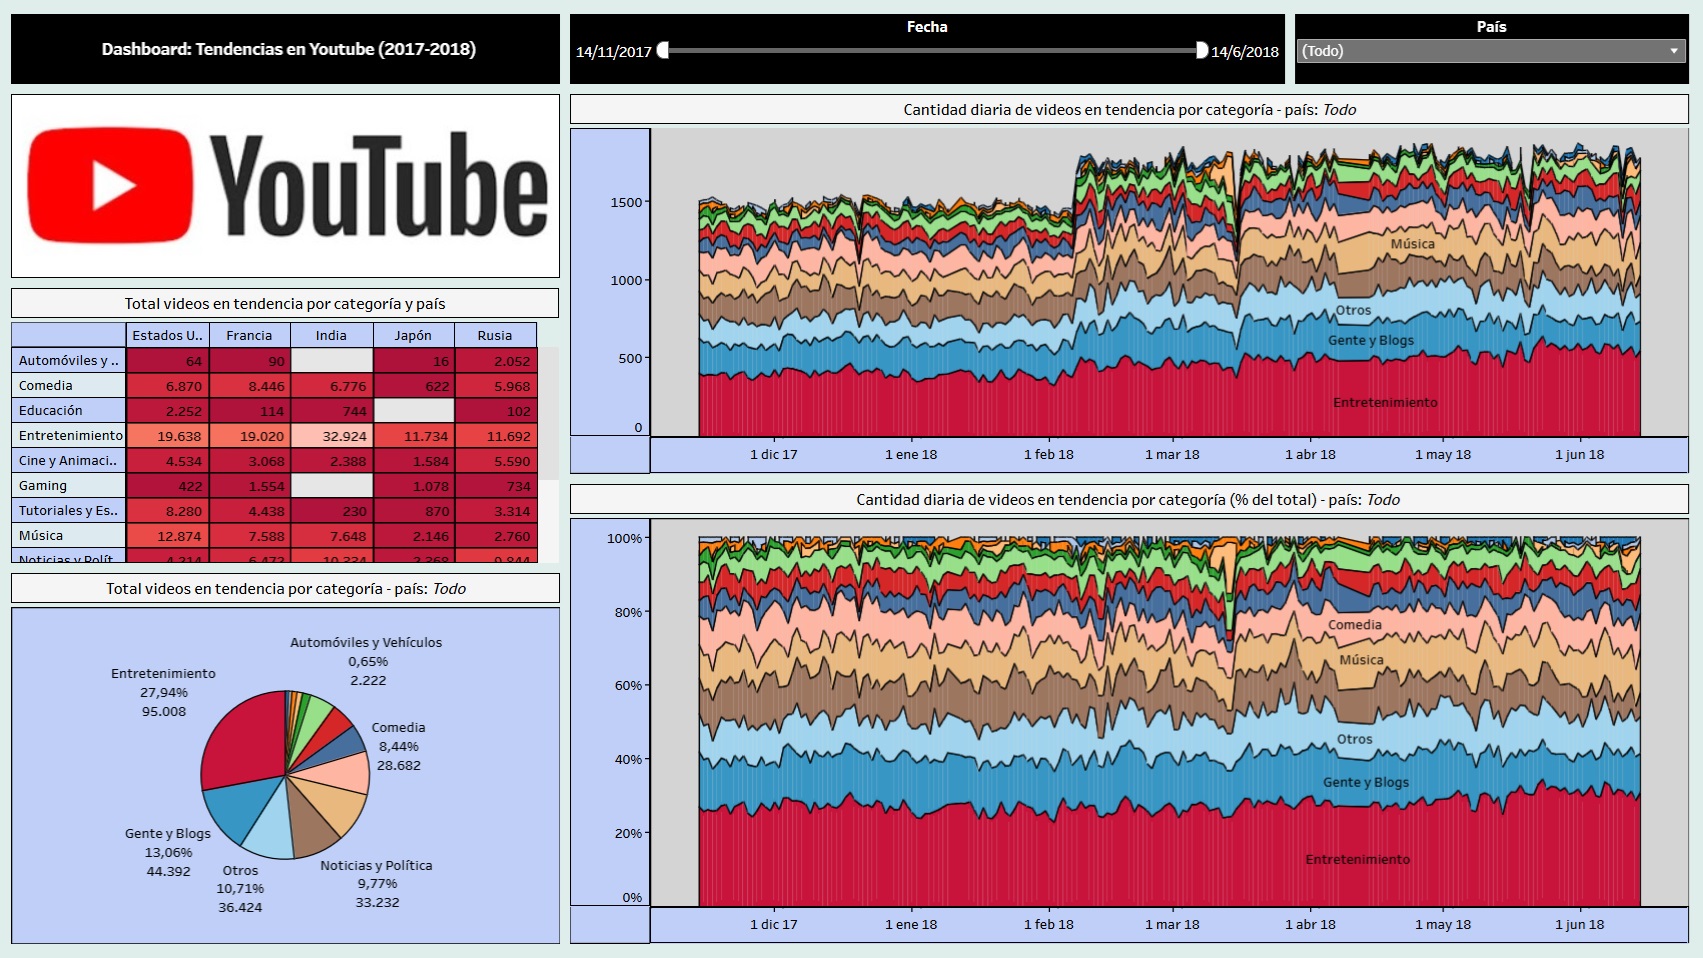 Dashboard: Tendencias en Youtube (2017-2018)
Fecha
14/11/2017
14/6/2018
País
(Todo)
YouTube
Total videos en tendencia por categoría y país
Estados U.. Francia India Japón Rusia
Automóviles y .. 64 90 16 2.052
Comedia 6.870 8.446 6.776 622 5.968
Educación 2.252 114 744 102
Entretenimiento 19.638 19.020 32.924 11.734 11.692
Cine y Animaci.. 4.534 3.068 2.388 1.584 5.590
Gaming 422 1.554 1.078 734
Tutoriales y Es.. 8.280 4.438 230 870 3.314
Música 12.874 7.588 7.648 2.146 2.760
Noticias y Polít..
Total videos en tendencia por categoría - país: Todo
Automóviles y Vehículos
0,65%
2.222
Entretenimiento
27,94%
95.008
Comedia
8,44%
28.682
Gente y Blogs
13,06%
44.392
Otros
10,71%
36.424
Noticias y Política
9,77%
33.232
Cantidad diaria de videos en tendencia por categoría - país: Todo
1500
1000
500
0
Música
Otros
Gente y Blogs
Entretenimiento
1 dic 17 1 ene 18 1 feb 18 1 mar 18 1 abr 18 1 may 18 1 jun 18
Cantidad diaria de videos en tendencia por categoría (% del total) - país: Todo
100%
80%
60%
40%
20%
0%
Comedia
Música
Otros
Gente y Blogs
Entretenimiento
1 dic 17 1 ene 18 1 feb 18 1 mar 18 1 abr 18 1 may 18 1 jun 18